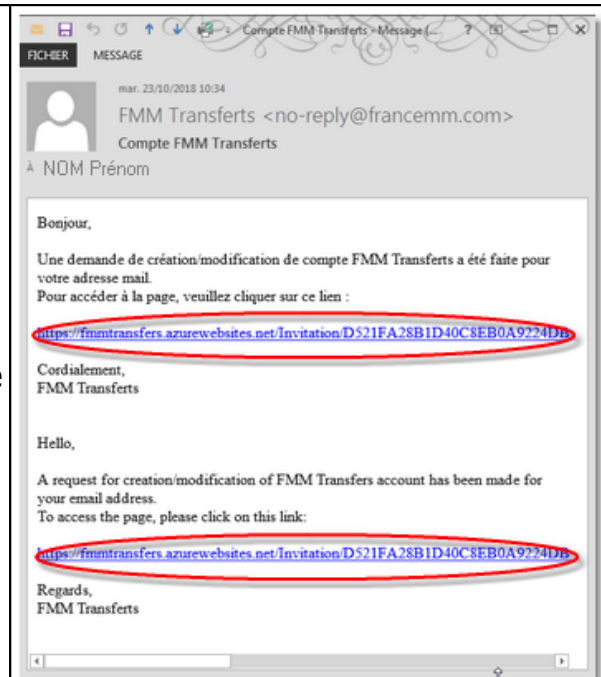 Compte FMM Transferts - Message (...
FICHIER MESSAGE
mar. 23/10/2018 10:34
FMM Transferts <no-reply@francemm.com>
Compte FMM Transferts
À NOM Prénom
Bonjour,
Une demande de création/modification de compte FMM Transferts a été faite pour
votre adresse mail.
Pour accéder à la page, veuillez cliquer sur ce lien :
https://fmmtransfers.azurewebsites.net/Invitation/D521FA28B1D40C8EB0A9224DB
e
Cordialement,
FMM Transferts
Hello,
A request for creation/modification of FMM Transfers account has been made for
your email address.
To access the page, please click on this link:
https://fmmtransfers.azurewebsites.net/Invitation/D521FA28B1D40C8EB0A9224DB
Regards,
FMM Transferts